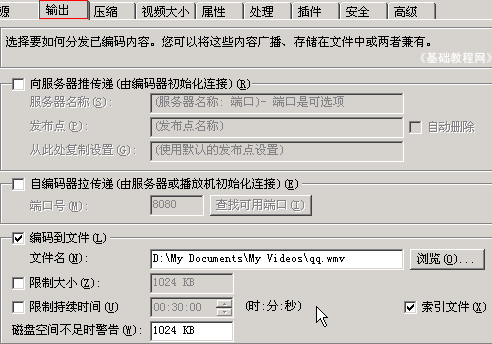 源 输出 压缩 视频大小 属性 处理 插件 安全 高级
选择要如何分发已编码内容。您可以将这些内容广播、存储在文件中或两者兼有。
《基础教程网》
向服务器推传递(由编码器初始化连接)(R)
服务器名称(S): (服务器名称: 端口)- 端口是可选项
发布点(P): (发布点名称) 自动删除
从此处复制设置(G): (使用默认的发布点设置)
自编码器拉传递(由服务器或播放机初始化连接)(E)
端口号(M): 8080 查找可用端口(I)
编码到文件(L)
文件名(N): D:\My Documents\My Videos\qq.wmv 浏览(O)...
限制大小(Z): 1024 KB
限制持续时间(U) 00:30:00 (时:分:秒) 索引文件(X)
磁盘空间不足时警告(W): 1024 KB